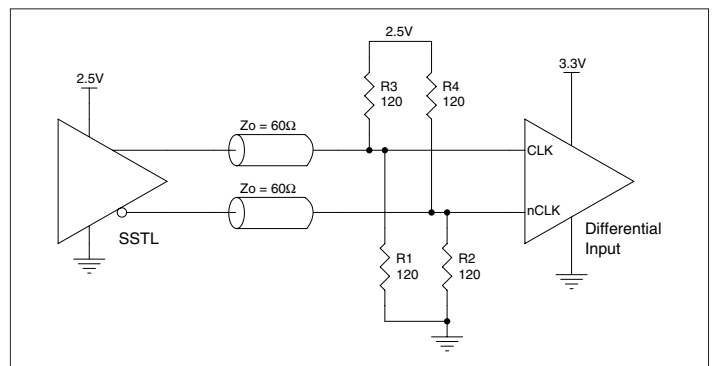 2.5V
3.3V
2.5V
R3
120
R4
120
Zo = 60Ω
CLK
Zo = 60Ω
nCLK
SSTL
Differential
Input
R1
120
R2
120